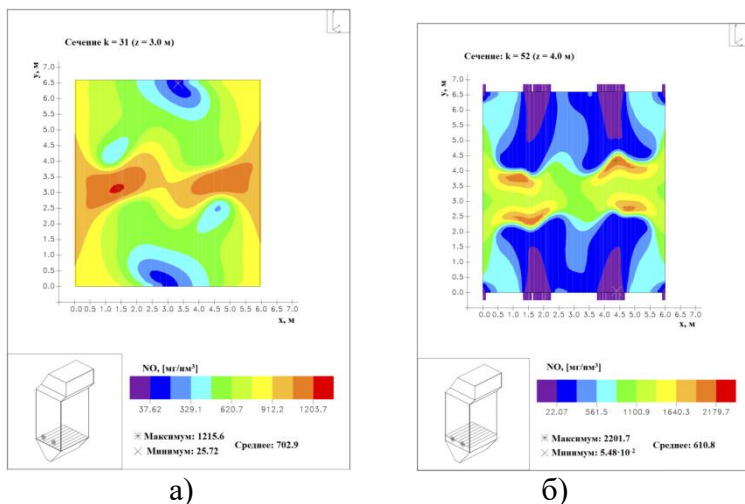 Сечение k = 31 (z = 3.0 м)
y, м
7.0
6.5
6.0
5.5
5.0
4.5
4.0
3.5
3.0
2.5
2.0
1.5
1.0
0.5
0.0
0.0 0.5 1.0 1.5 2.0 2.5 3.0 3.5 4.0 4.5 5.0 5.5 6.0 6.5 7.0
x, м
NO, [мг/нм³]
37.62 329.1 620.7 912.2 1203.7
Максимум: 1215.6
Минимум: 25.72
Среднее: 702.9
а)
Сечение: k = 52 (z = 4.0 м)
y, м
7.0
6.5
6.0
5.5
5.0
4.5
4.0
3.5
3.0
2.5
2.0
1.5
1.0
0.5
0.0
0.0 0.5 1.0 1.5 2.0 2.5 3.0 3.5 4.0 4.5 5.0 5.5 6.0 6.5 7.0
x, м
NO, [мг/нм³]
22.07 561.5 1100.9 1640.3 2179.7
Максимум: 2201.7
Минимум: 5.48·10⁻²
Среднее: 610.8
б)